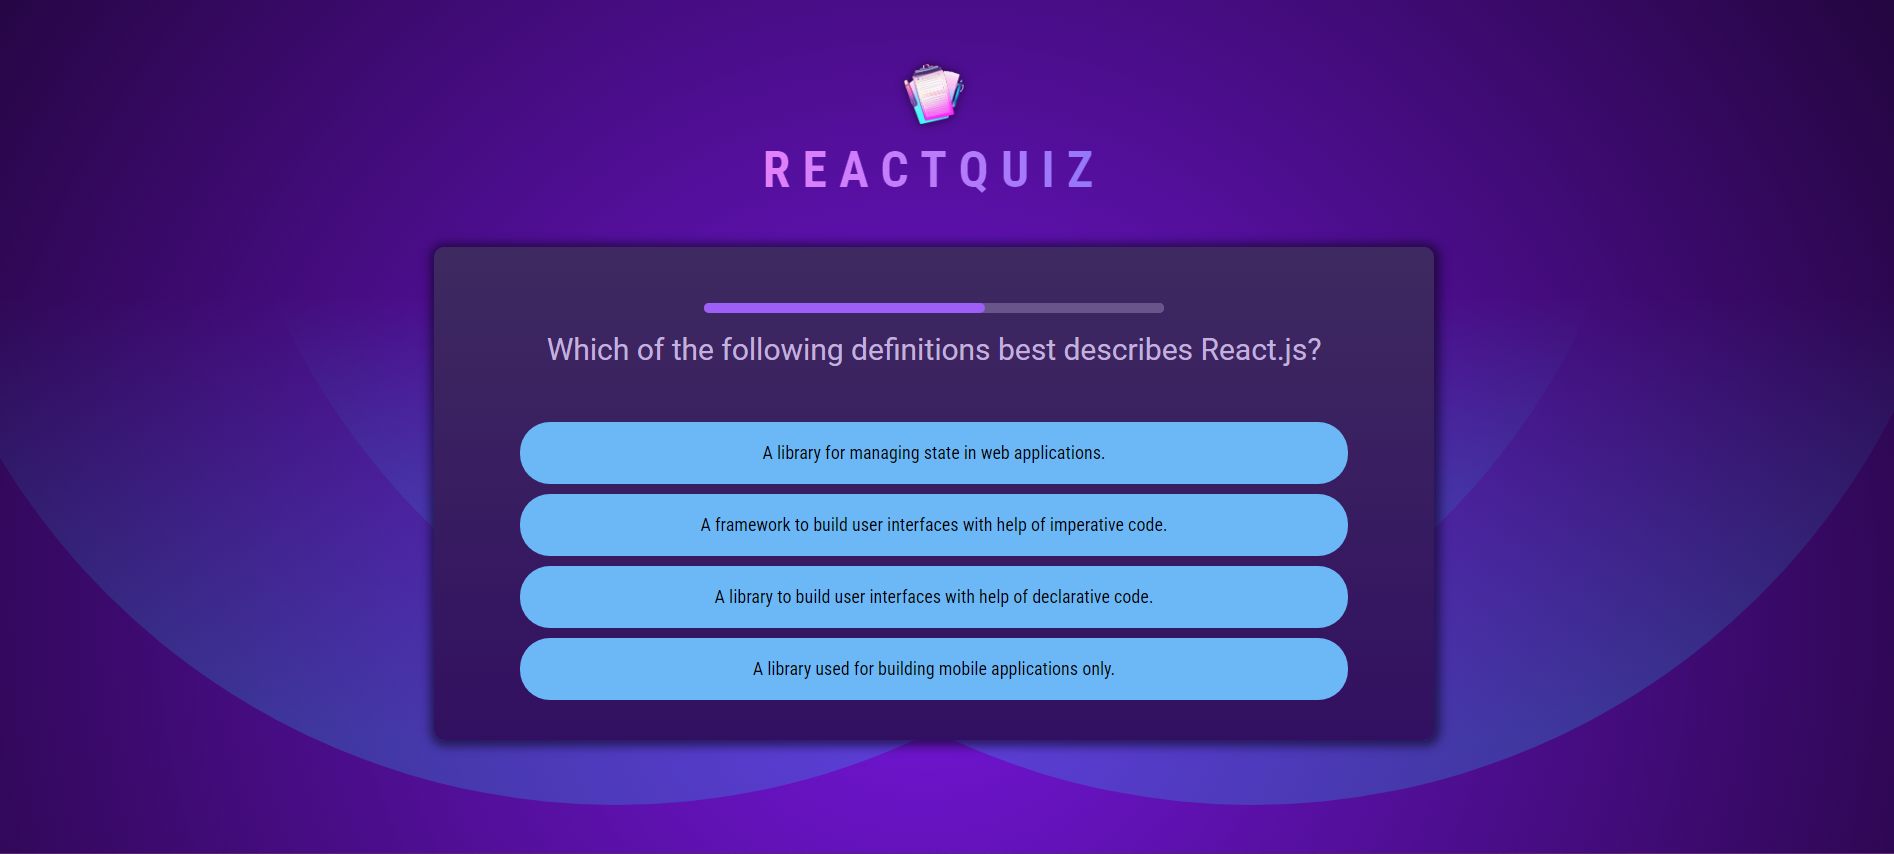 REACTQUIZ
Which of the following definitions best describes React.js?
A library for managing state in web applications.
A framework to build user interfaces with help of imperative code.
A library to build user interfaces with help of declarative code.
A library used for building mobile applications only.